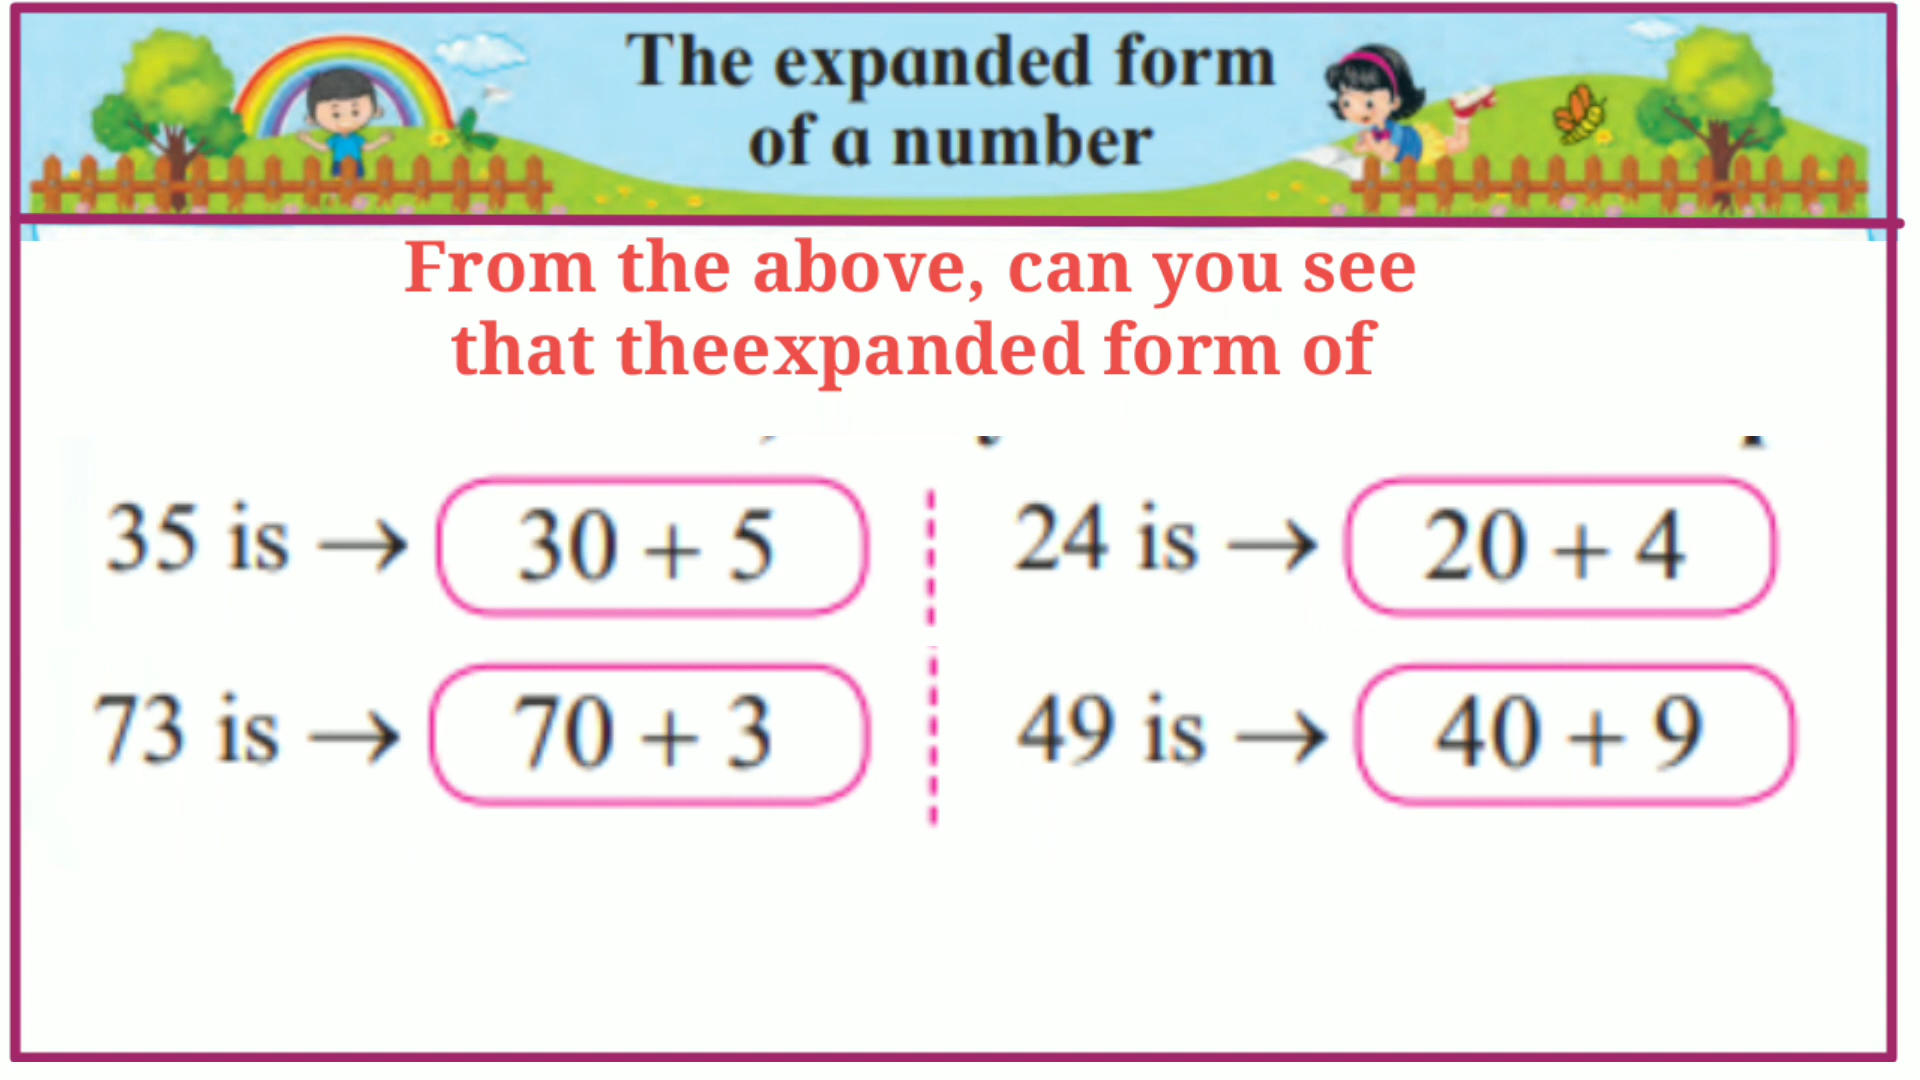 The expanded form
of a number
From the above, can you see
that theexpanded form of
35 is → 30 + 5
24 is → 20 + 4
73 is → 70 + 3
49 is → 40 + 9